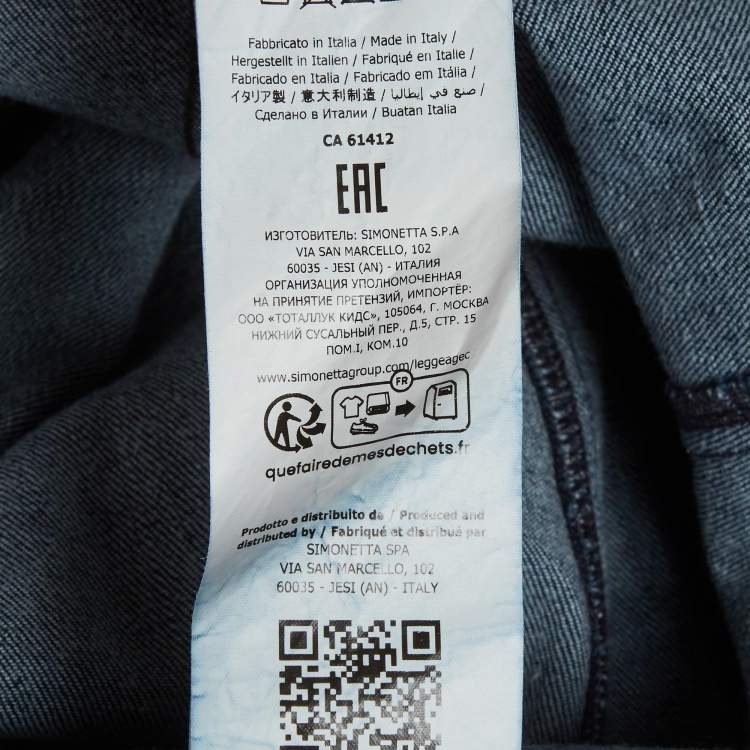 Fabbricato in Italia / Made in Italy /
Hergestellt in Italien / Fabriqué en Italie /
Fabricado en Italia / Fabricado em Itália /
イタリア製 / 意大利制造 / صنع في إيطاليا /
Сделано в Италии / Buatan Italia
CA 61412
EAC
ИЗГОТОВИТЕЛЬ: SIMONETTA S.P.A
VIA SAN MARCELLO, 102
60035 - JESI (AN) - ИТАЛИЯ
ОРГАНИЗАЦИЯ УПОЛНОМОЧЕННАЯ
НА ПРИНЯТИЕ ПРЕТЕНЗИЙ, ИМПОРТЁР:
ООО «ТОТАЛЛУК КИДС», 105064, Г. МОСКВА
НИЖНИЙ СУСАЛЬНЫЙ ПЕР., Д.5, СТР. 15
ПОМ.I, КОМ.10
www.simonettagroup.com/leggeagec
FR
quefairedemesdechets.fr
Prodotto e distribuito da / Produced and
distributed by / Fabriqué et distribué par
SIMONETTA SPA
VIA SAN MARCELLO, 102
60035 - JESI (AN) - ITALY